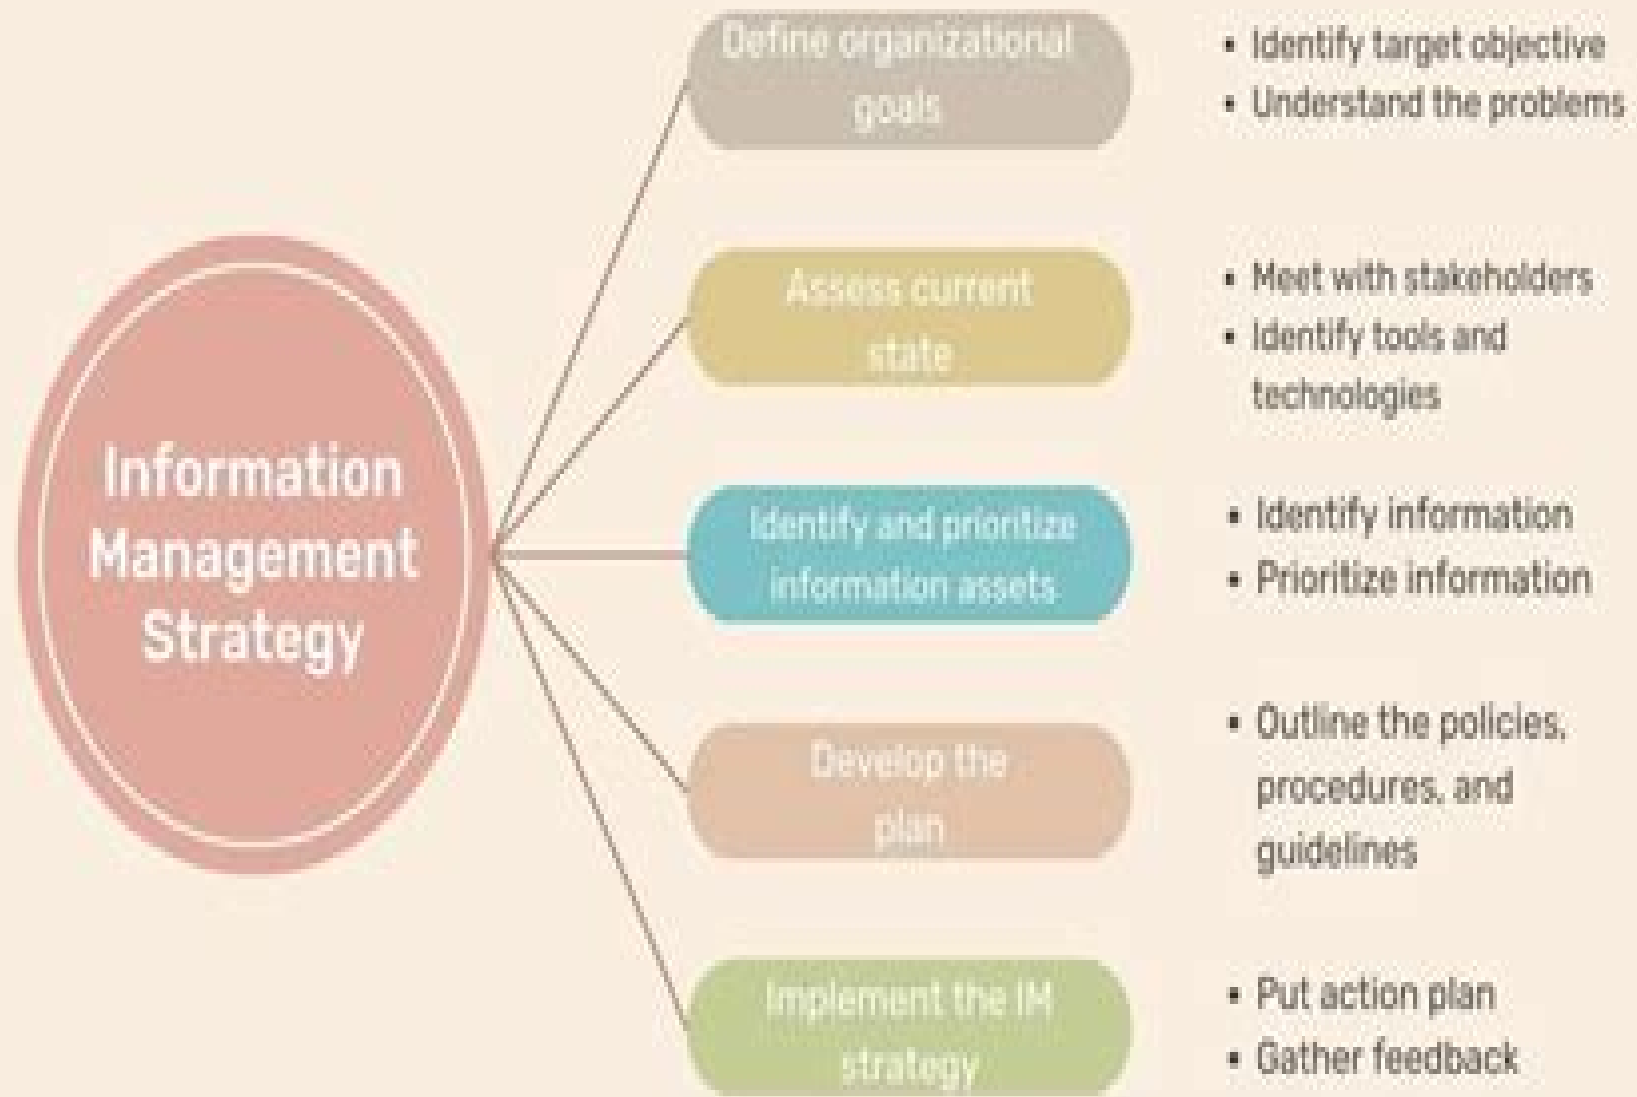 Information
Management
Strategy
Define organizational
goals
• Identify target objective
• Understand the problems
Assess current
state
• Meet with stakeholders
• Identify tools and
technologies
Identify and prioritize
information assets
• Identify information
• Prioritize information
Develop the
plan
• Outline the policies,
procedures, and
guidelines
Implement the IM
strategy
• Put action plan
• Gather feedback